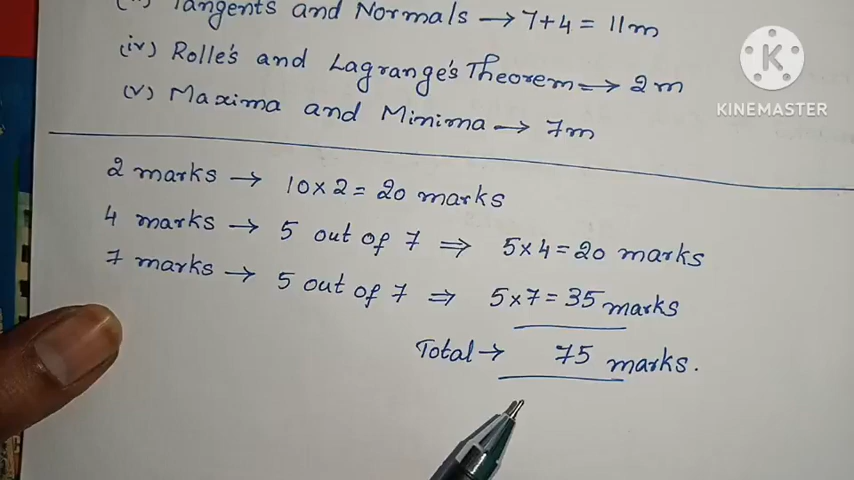 Tangents and Normals → 7+4 = 11m
(iv) Rolle's and Lagrange's Theorem ⇒ 2m
(v) Maxima and Minima → 7m
2 marks → 10×2 = 20 marks
4 marks → 5 out of 7 ⇒ 5×4 = 20 marks
7 marks → 5 out of 7 ⇒ 5×7 = 35 marks
Total → 75 marks.
K
KINEMASTER